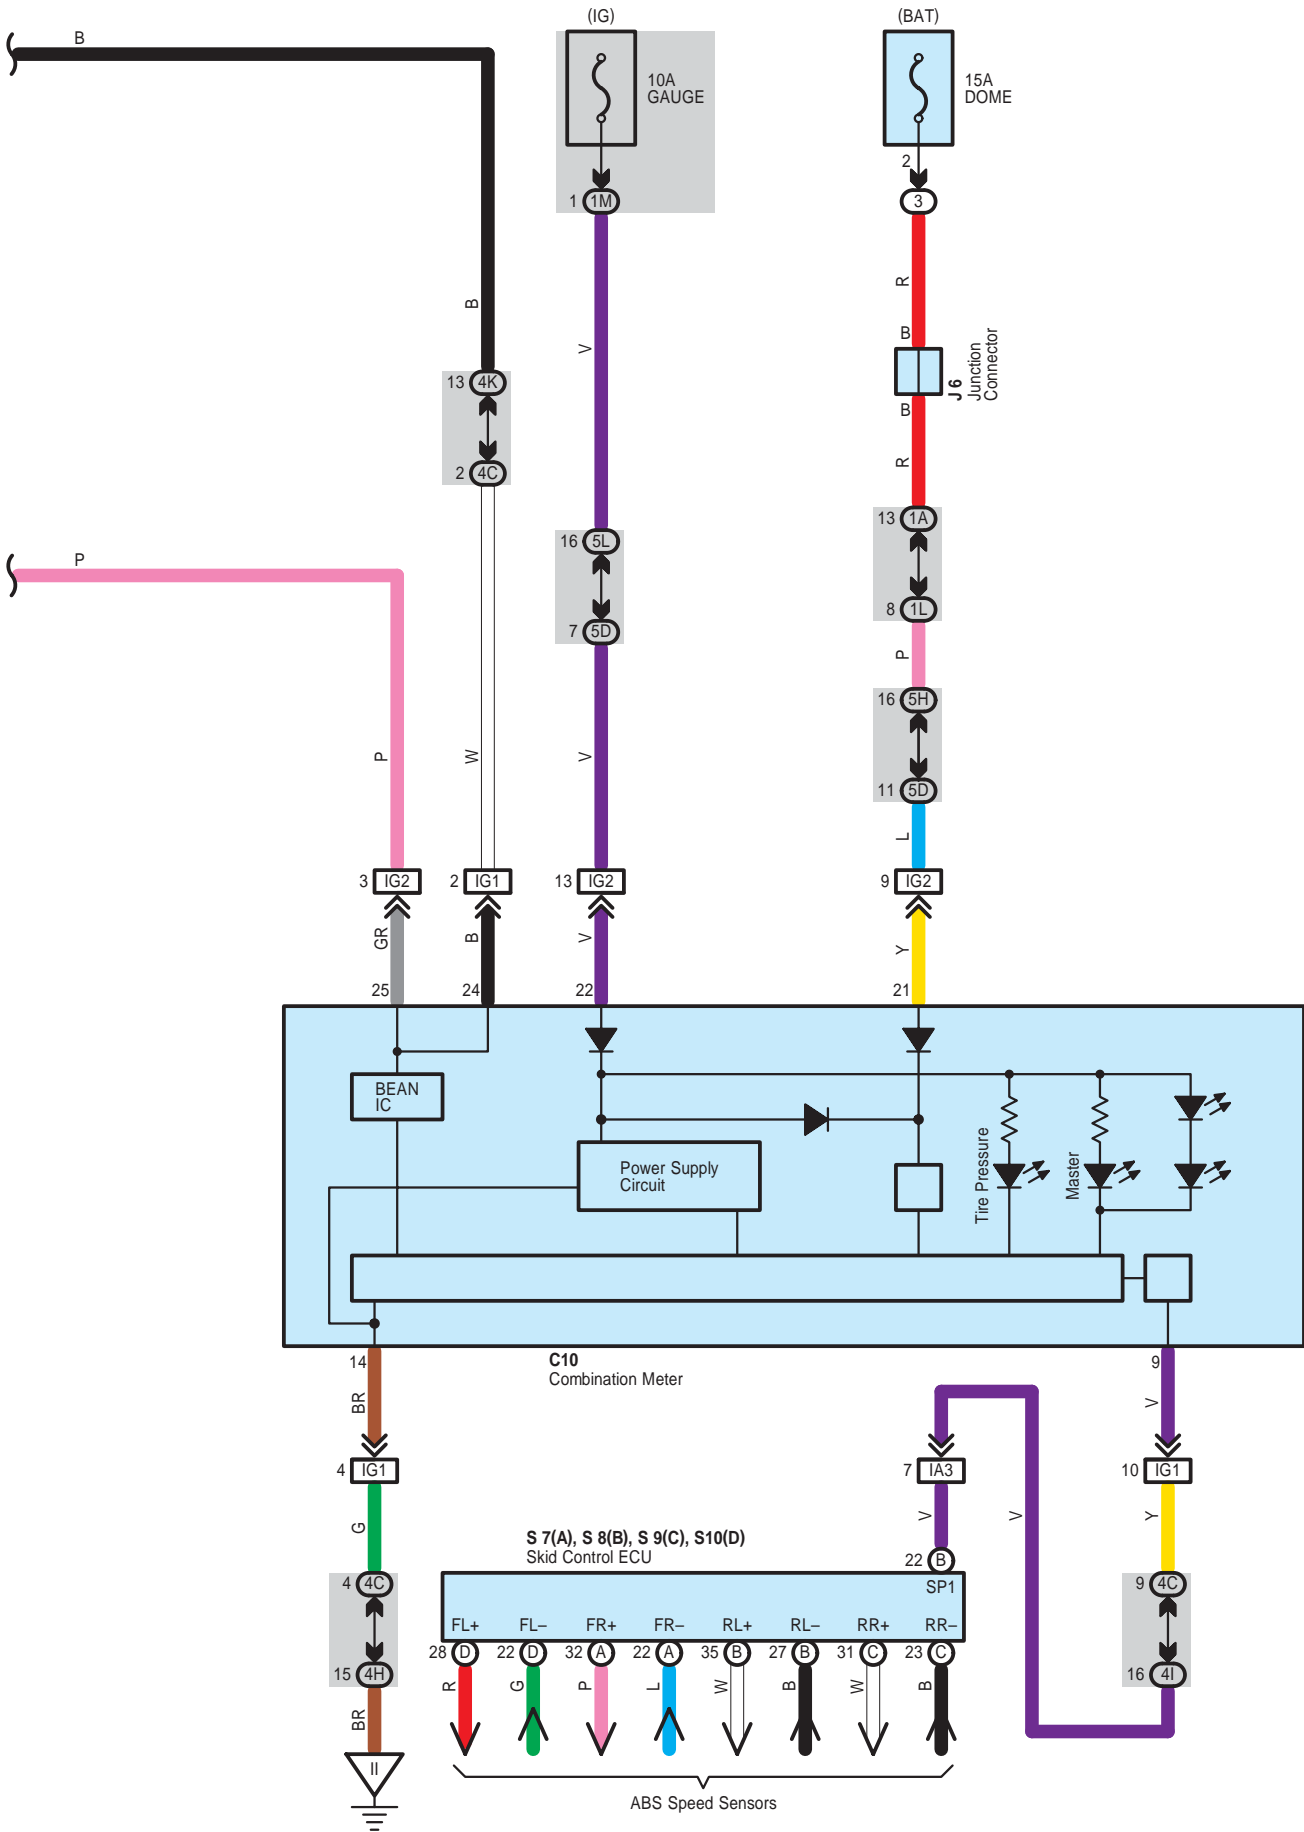 (IG)
(BAT)
B
10A
GAUGE
15A
DOME
2
1 1M
3
R
B
V
B
J 6
Junction
Connector
13 4K
B
R
2 4C
13 1A
16 5L
P
8 1L
7 5D
P
16 5H
P
W
V
11 5D
L
3 IG2
2 IG1
13 IG2
9 IG2
GR
B
V
Y
25
24
22
21
BEAN
IC
Power Supply
Circuit
Tire Pressure
Master
14
C10
Combination Meter
9
BR
V
4 IG1
7 IA3
10 IG1
G
V
V
Y
S 7(A), S 8(B), S 9(C), S10(D)
Skid Control ECU
22 B
4 4C
SP1
9 4C
FL+ FL– FR+ FR– RL+ RL– RR+ RR–
28 D 22 D 32 A 22 A 35 B 27 B 31 C 23 C
15 4H
16 4I
R G P L W B W B
BR
II
ABS Speed Sensors